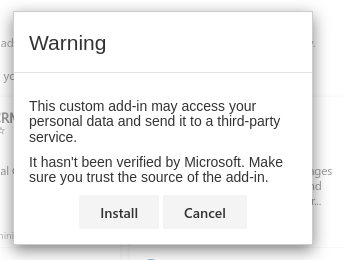 Warning
This custom add-in may access your
personal data and send it to a third-party
service.
It hasn't been verified by Microsoft. Make
sure you trust the source of the add-in.
Install
Cancel